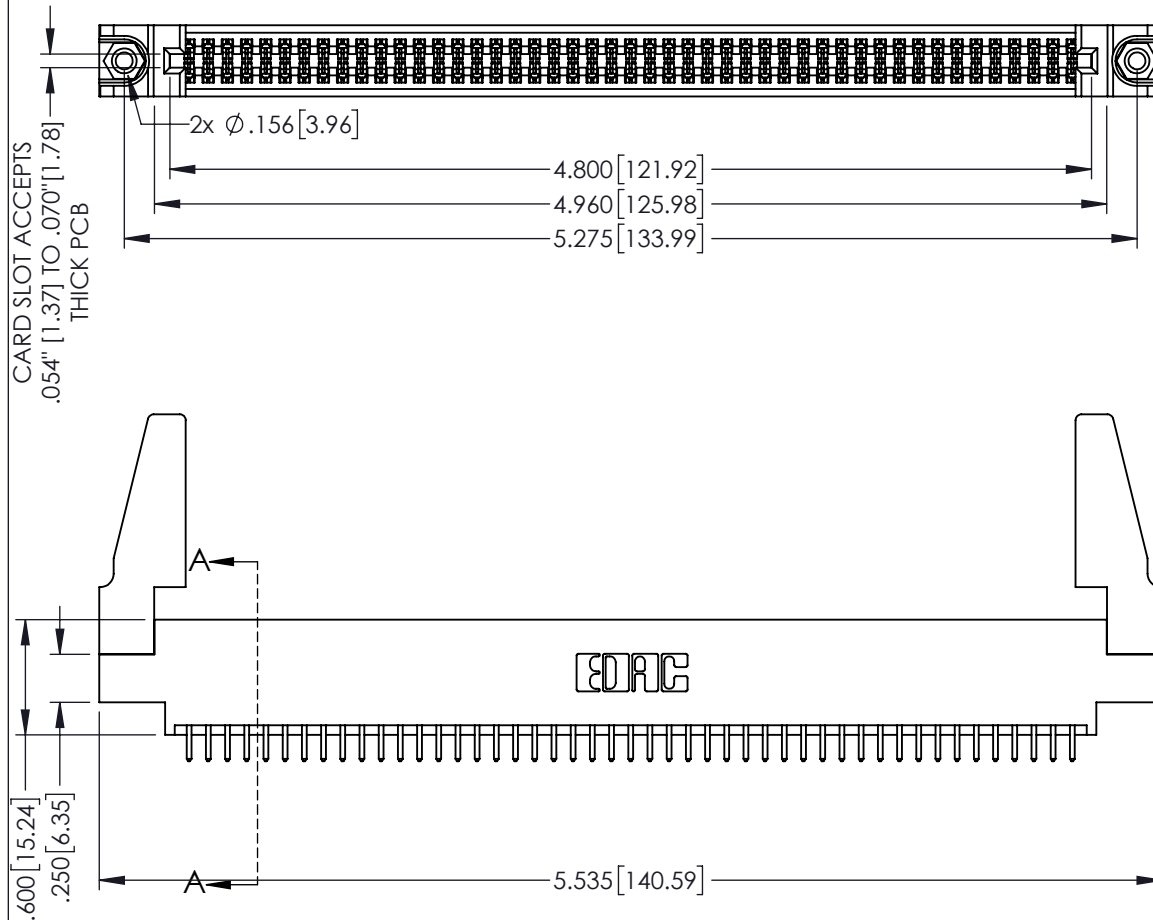 2x Ø.156[3.96]
4.800[121.92]
4.960[125.98]
5.275[133.99]
CARD SLOT ACCEPTS
.054" [1.37] TO .070"[1.78]
THICK PCB
A
EDAC
.600[15.24]
.250[6.35]
A
5.535[140.59]